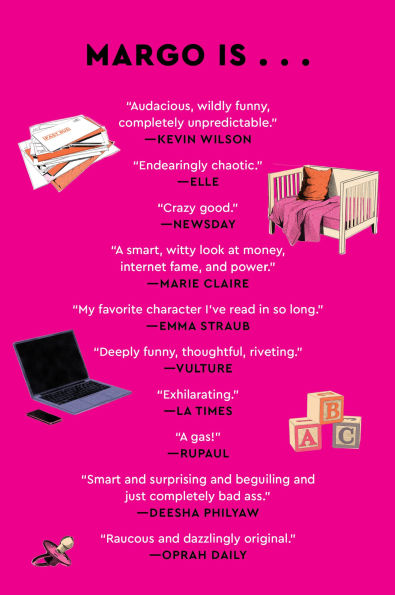 MARGO IS . . .
“Audacious, wildly funny,
completely unpredictable.”
—KEVIN WILSON
“Endearingly chaotic.”
—ELLE
“Crazy good.”
—NEWSDAY
“A smart, witty look at money,
internet fame, and power.”
—MARIE CLAIRE
“My favorite character I’ve read in so long.”
—EMMA STRAUB
“Deeply funny, thoughtful, riveting.”
—VULTURE
“Exhilarating.”
—LA TIMES
“A gas!”
—RUPAUL
“Smart and surprising and beguiling and
just completely bad ass.”
—DEESHA PHILYAW
“Raucous and dazzlingly original.”
—OPRAH DAILY
PAST DUE
B
A C